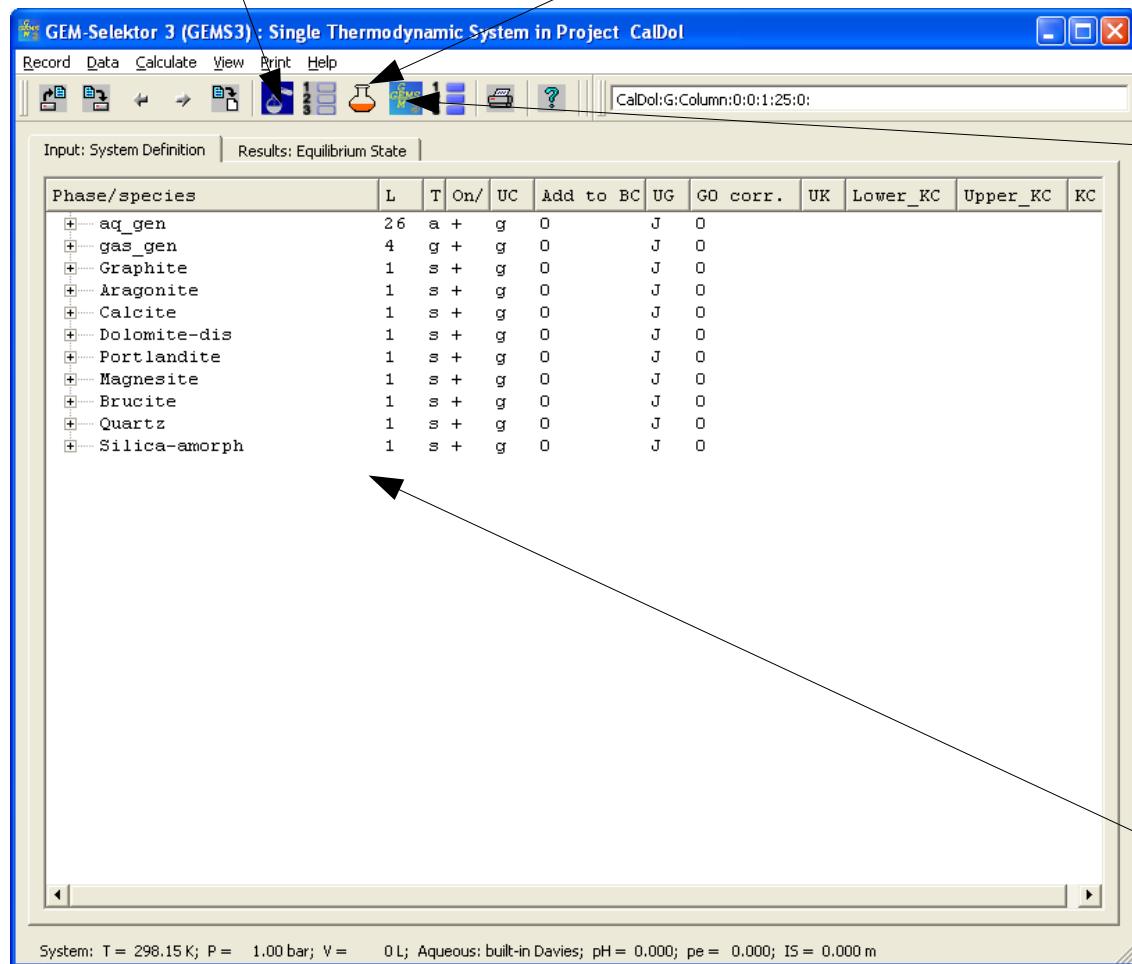 GEM-Selektor 3 (GEMS3) : Single Thermodynamic System in Project CalDol
Record Data Calculate View Print Help
CalDol:G:Column:0:0:1:25:0:
Input: System Definition Results: Equilibrium State
Phase/species L T On/ UC Add to BC UG G0 corr. UK Lower_KC Upper_KC KC
aq_gen 26 a + g 0 J 0
gas_gen 4 g + g 0 J 0
Graphite 1 s + g 0 J 0
Aragonite 1 s + g 0 J 0
Calcite 1 s + g 0 J 0
Dolomite-dis 1 s + g 0 J 0
Portlandite 1 s + g 0 J 0
Magnesite 1 s + g 0 J 0
Brucite 1 s + g 0 J 0
Quartz 1 s + g 0 J 0
Silica-amorph 1 s + g 0 J 0
System: T = 298.15 K; P = 1.00 bar; V = 0 L; Aqueous: built-in Davies; pH = 0.000; pe = 0.000; IS = 0.000 m